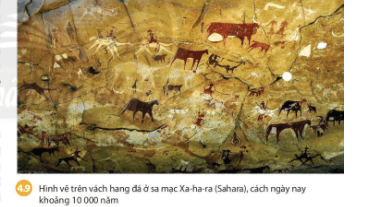 4.9 Hình vẽ trên vách hang đá ở sa mạc Xa-ha-ra (Sahara), cách ngày nay
khoảng 10 000 năm